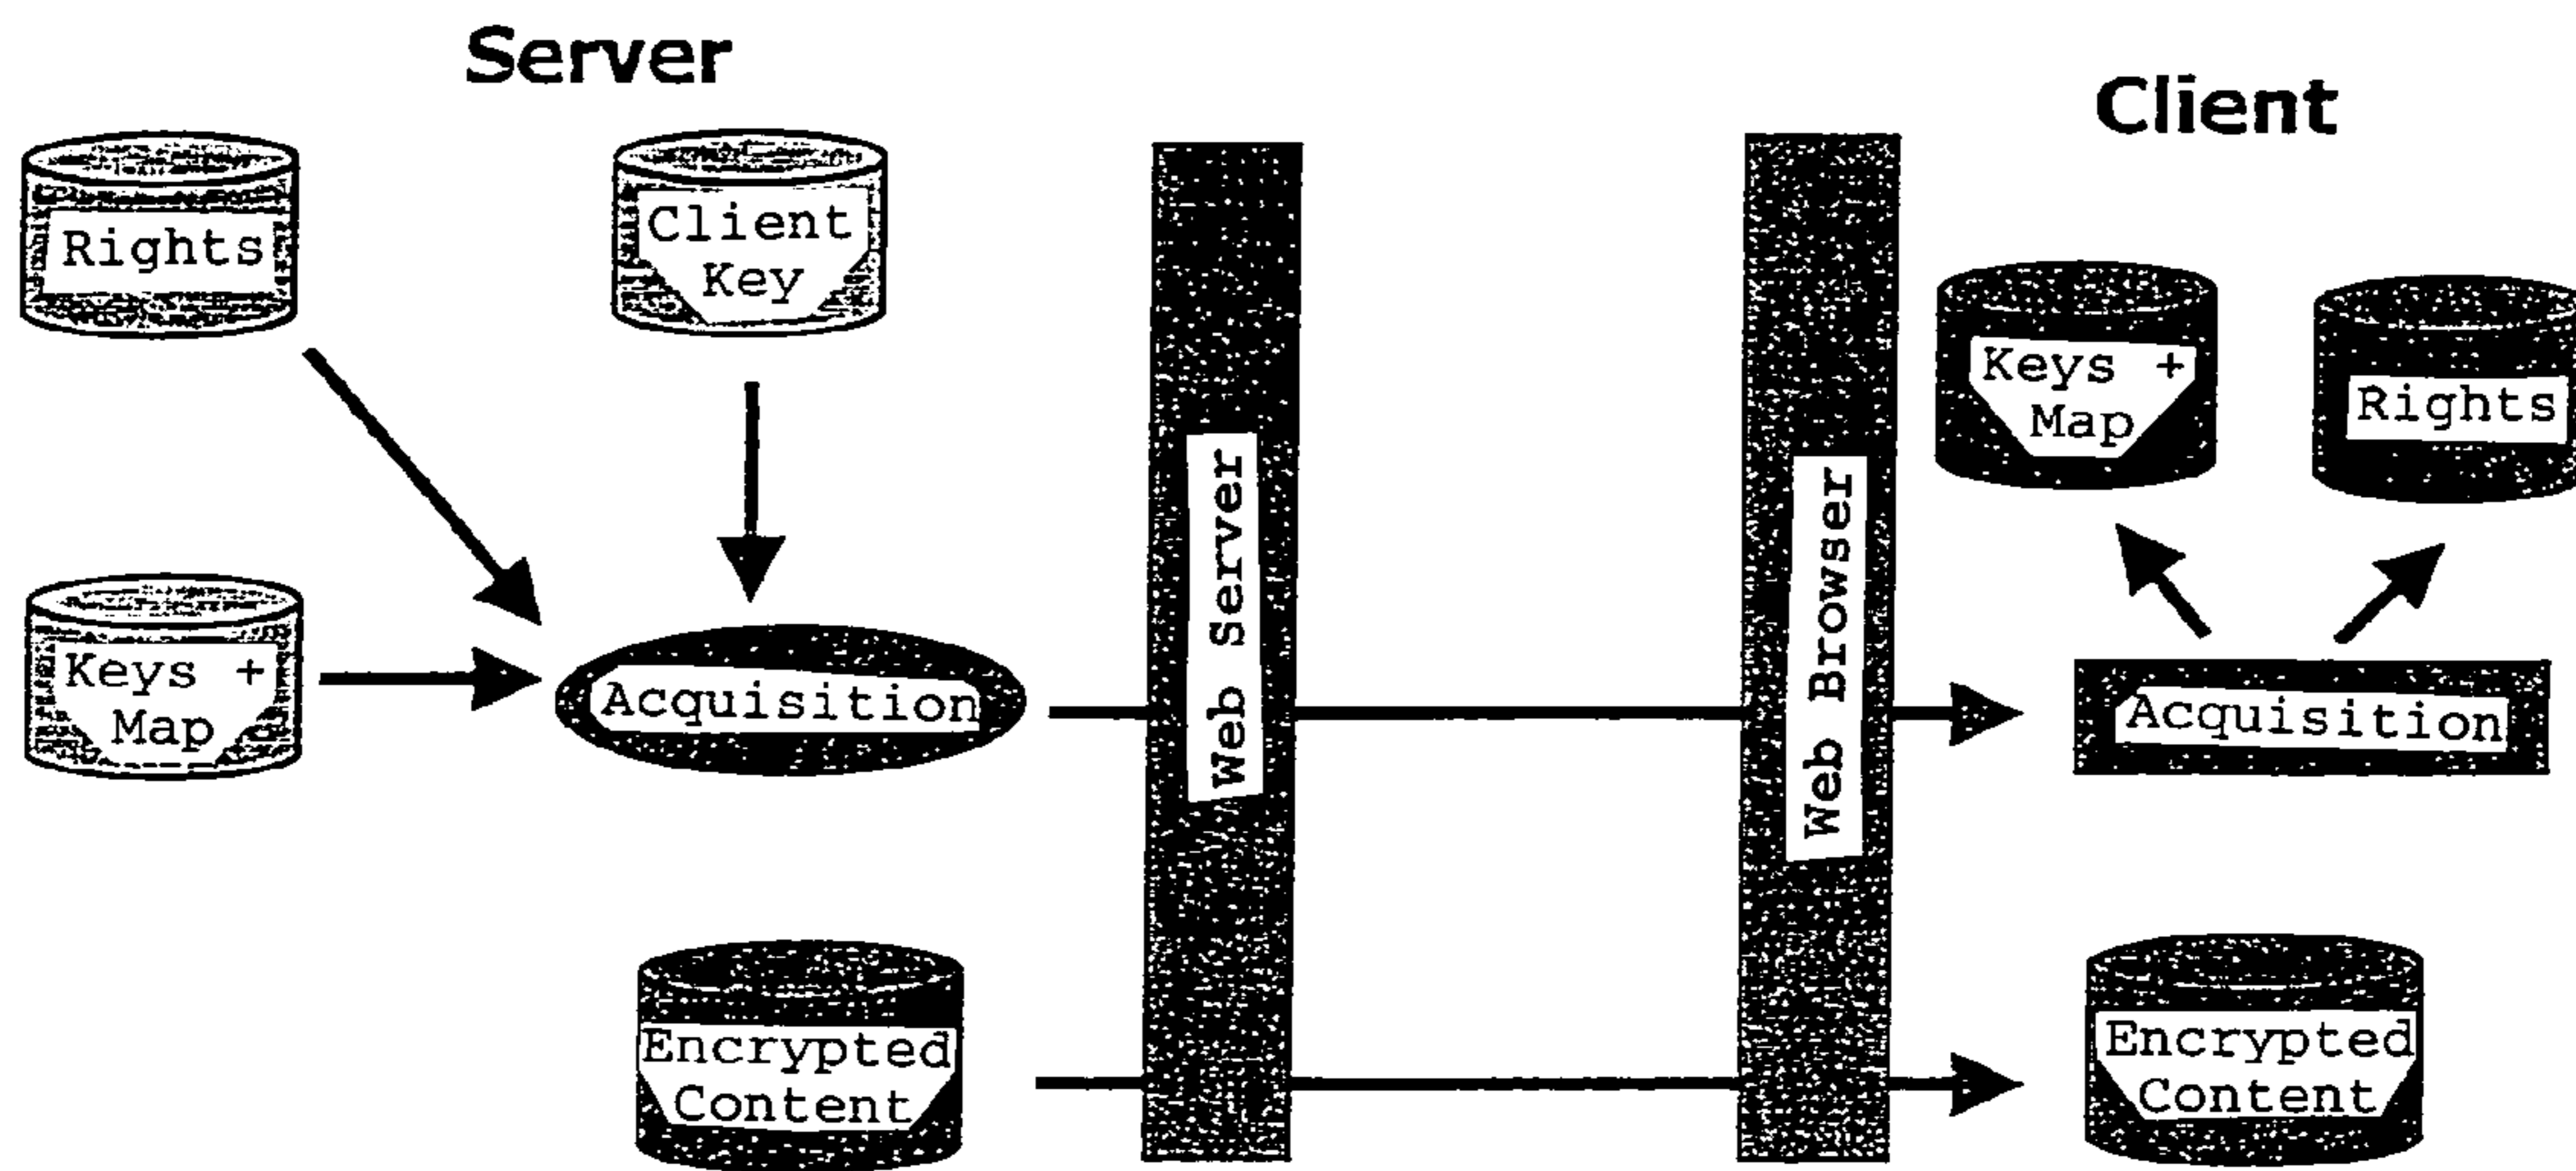 Server
Client
Rights
Client
Key
Keys +
Map
Rights
Keys +
Map
Acquisition
Web Server
Web Browser
Acquisition
Encrypted
Content
Encrypted
Content